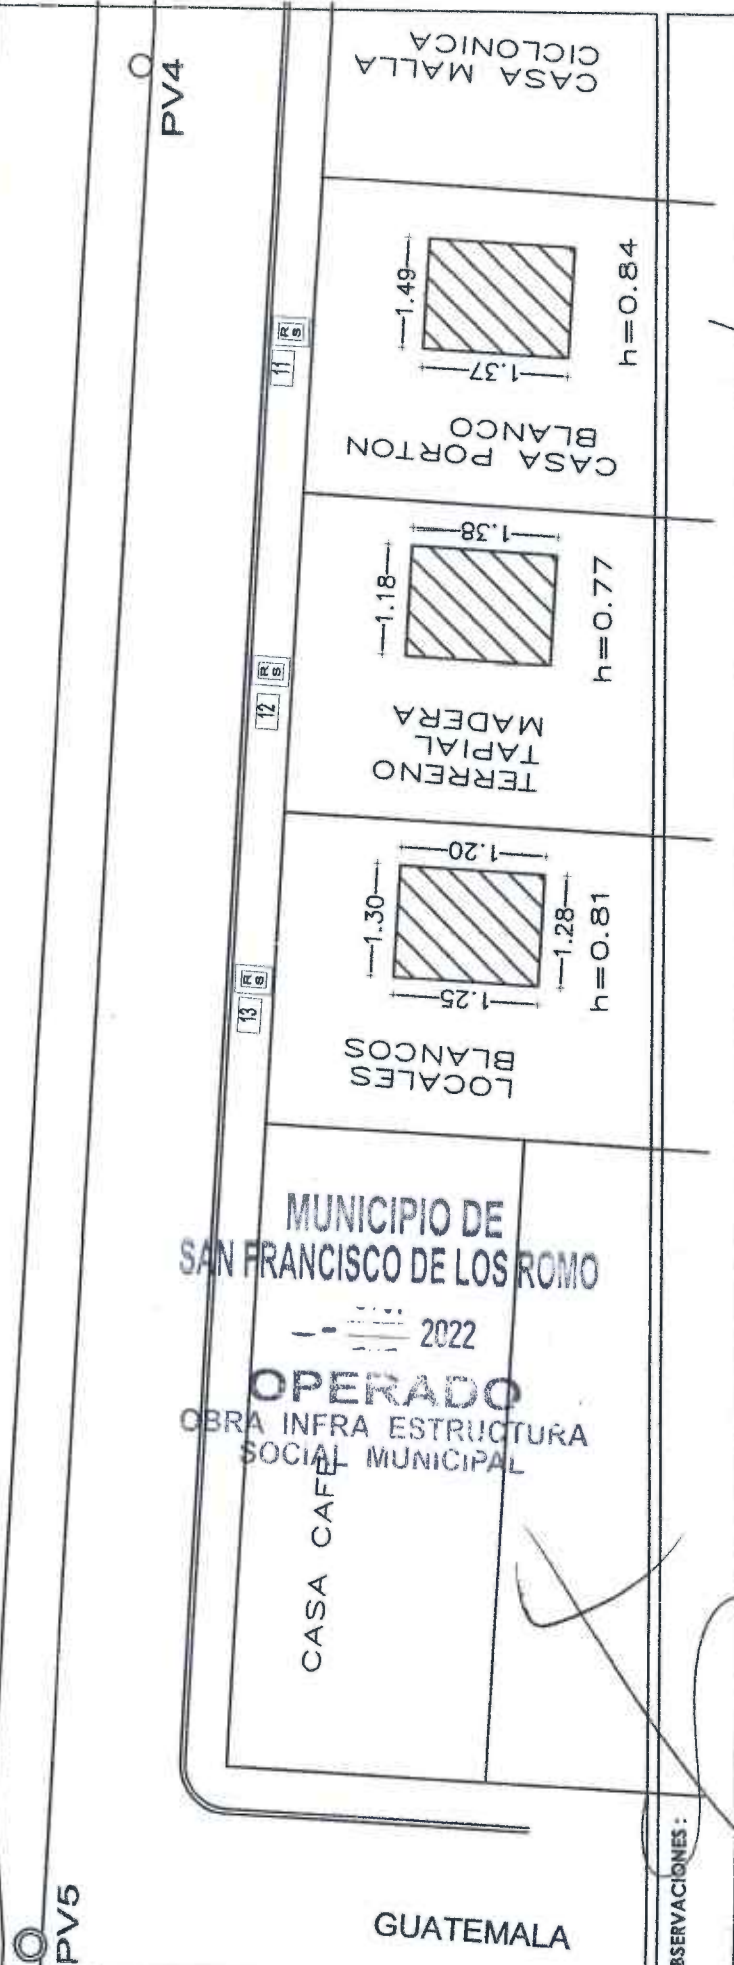 CASA MALLA
CICLONICA
PV4
1.49
1.37
h=0.84
R
S
11
CASA PORTON
BLANCO
1.38
1.18
h=0.77
R
S
12
TERRENO
TAPIAL
MADERA
1.20
1.30
1.28
1.25
h=0.81
R
S
13
LOCALES
BLANCOS
MUNICIPIO DE
SAN FRANCISCO DE LOS ROMO
2022
OPERADO
OBRA INFRA ESTRUCTURA
SOCIAL MUNICIPAL
CASA CAFE
PV5
GUATEMALA
BSERVACIONES: